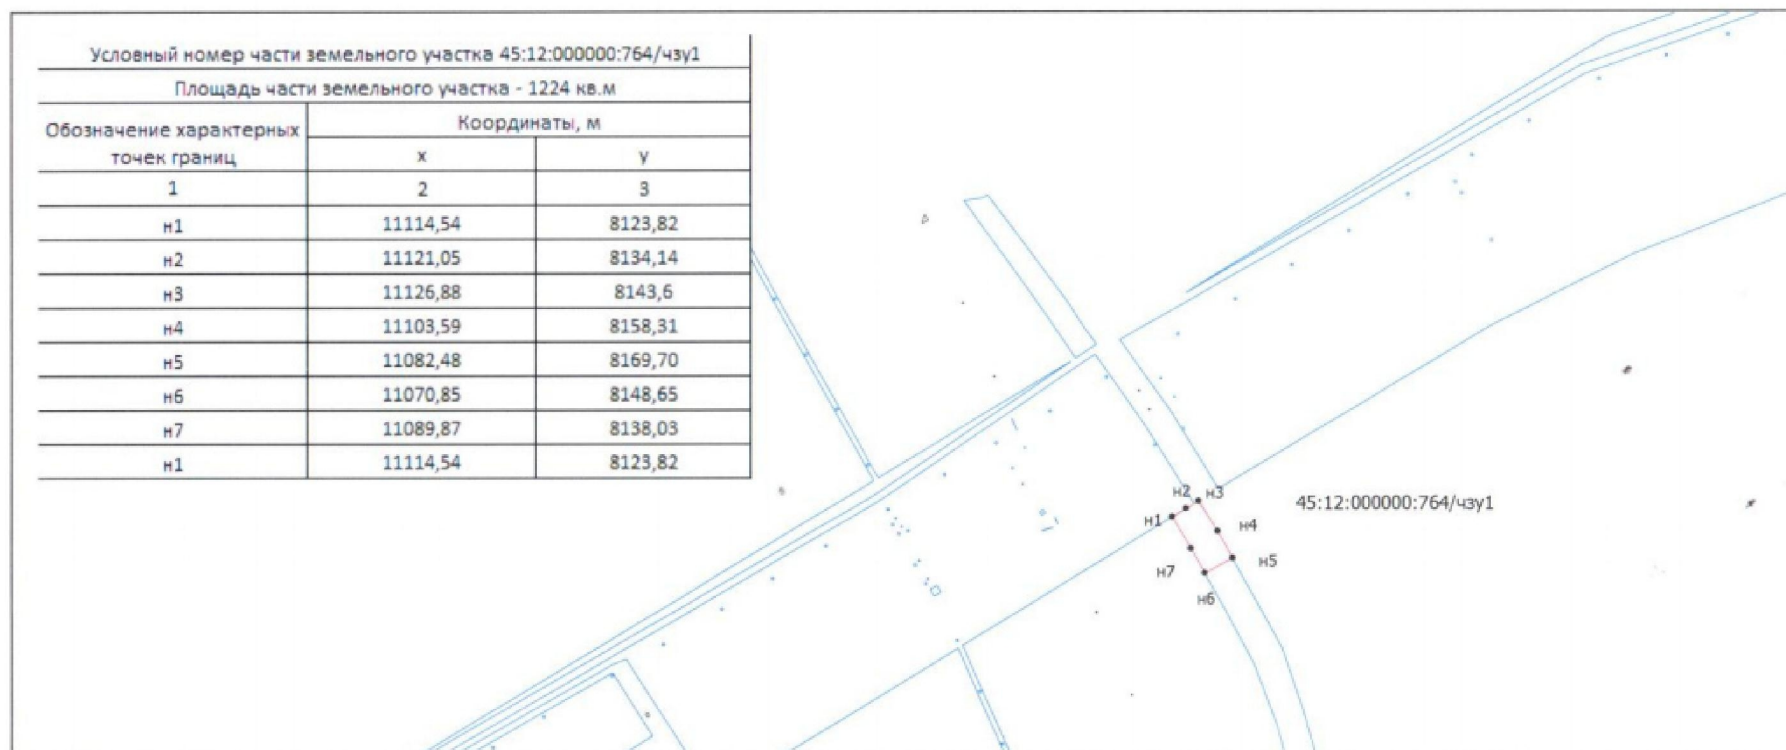 Условный номер части земельного участка 45:12:000000:764/чзу1
Площадь части земельного участка - 1224 кв.м
Обозначение характерных точек границ
Координаты, м
x y
1 2 3
н1 11114,54 8123,82
н2 11121,05 8134,14
н3 11126,88 8143,6
н4 11103,59 8158,31
н5 11082,48 8169,70
н6 11070,85 8148,65
н7 11089,87 8138,03
н1 11114,54 8123,82
н2 н3
45:12:000000:764/чзу1
н1 н4
н5
н7
н6